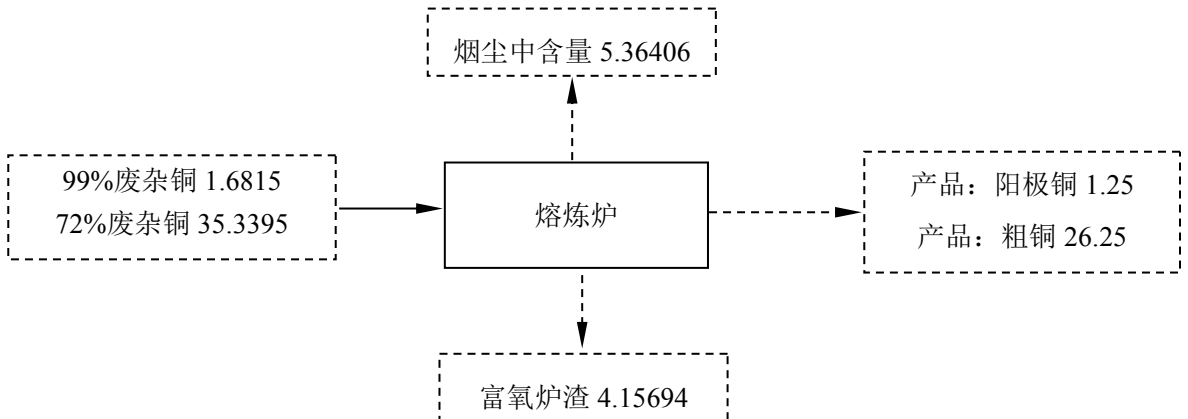 烟尘中含量 5.36406
99%废杂铜 1.6815
72%废杂铜 35.3395
熔炼炉
产品：阳极铜 1.25
产品：粗铜 26.25
富氧炉渣 4.15694